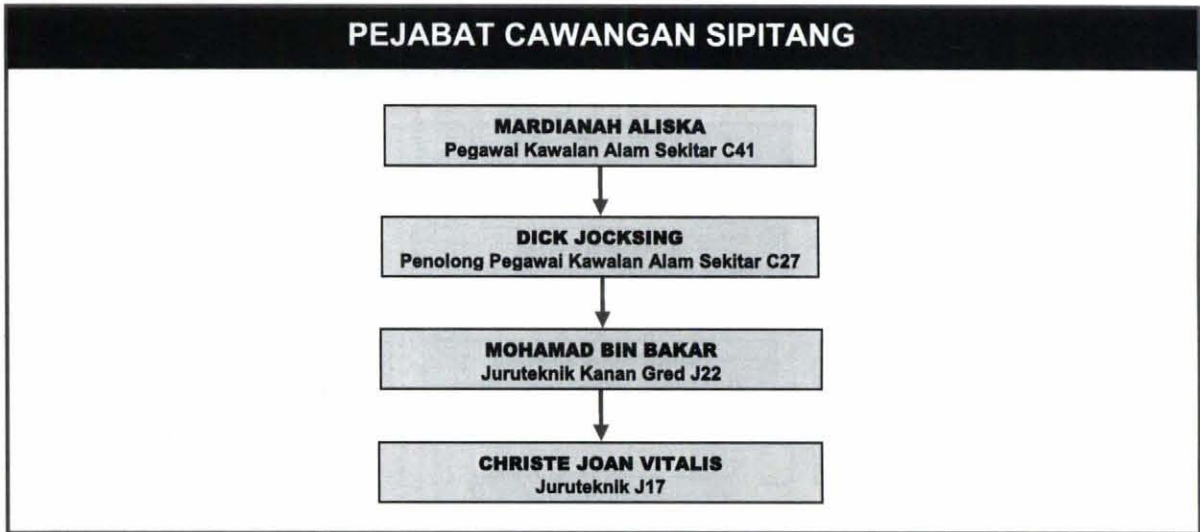 PEJABAT CAWANGAN SIPITANG
MARDIANAH ALISKA
Pegawai Kawalan Alam Sekitar C41
DICK JOCKSING
Penolong Pegawai Kawalan Alam Sekitar C27
MOHAMAD BIN BAKAR
Juruteknik Kanan Gred J22
CHRISTE JOAN VITALIS
Juruteknik J17